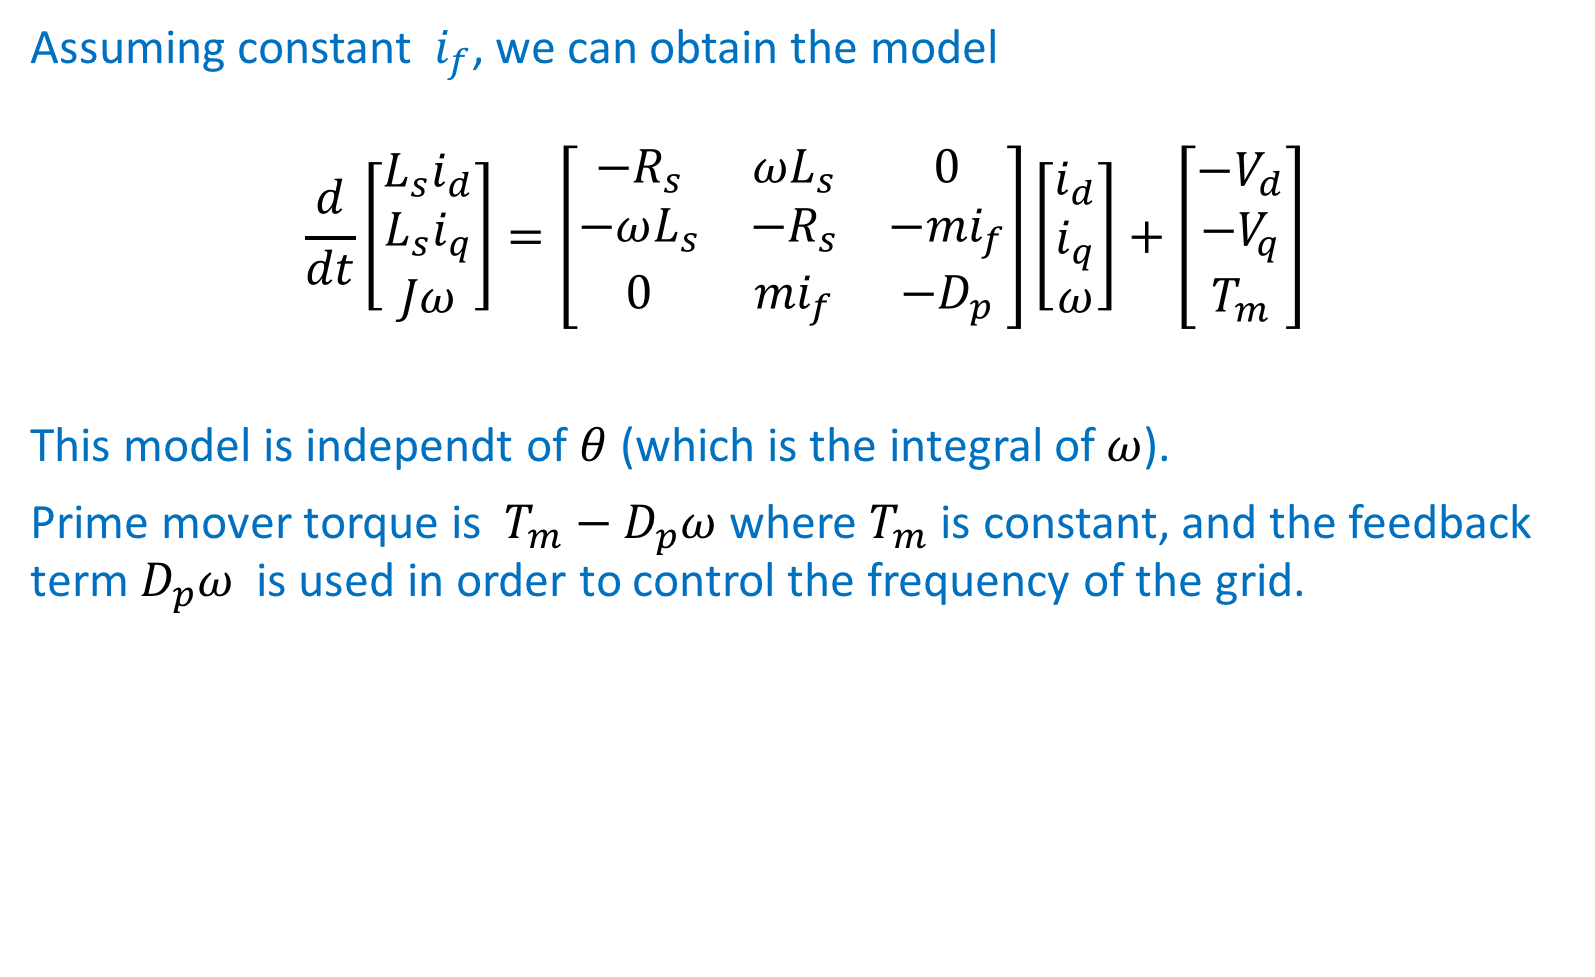 Assuming constant i_f, we can obtain the model
d/dt [L_s i_d; L_s i_q; Jω] = [−R_s ωL_s 0; −ωL_s −R_s −mi_f; 0 mi_f −D_p] [i_d; i_q; ω] + [−V_d; −V_q; T_m]
This model is independt of θ (which is the integral of ω).
Prime mover torque is T_m − D_pω where T_m is constant, and the feedback
term D_pω is used in order to control the frequency of the grid.